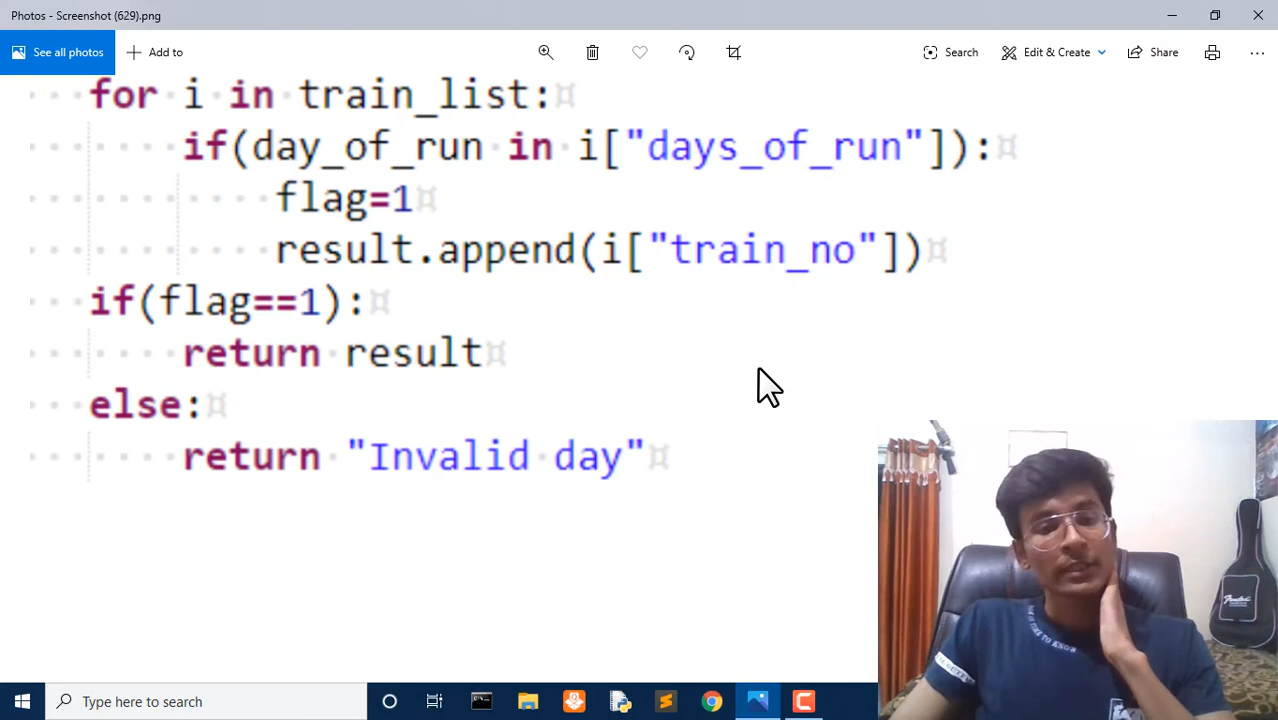 Photos - Screenshot (629).png
See all photos
Add to
Search
Edit & Create
Share
for i in train_list:¤
if(day_of_run in i["days_of_run"]):¤
flag=1¤
result.append(i["train_no"])¤
if(flag==1):¤
return result¤
else:¤
return "Invalid day"¤
Fender
Type here to search